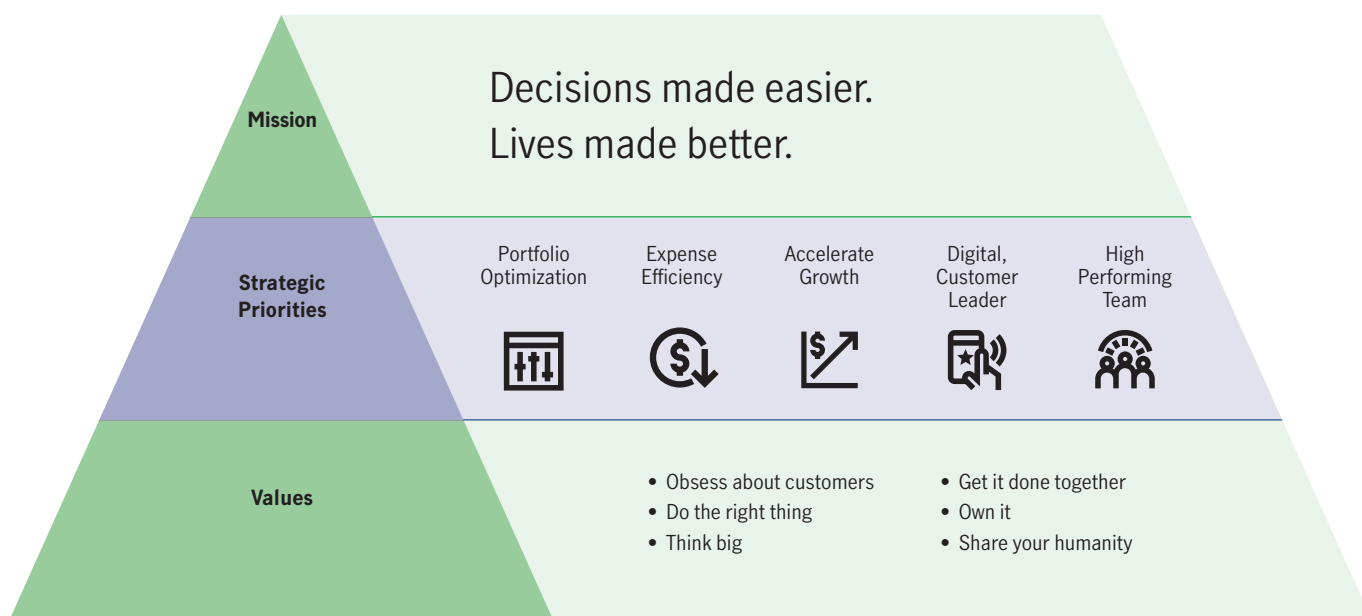 Mission
Decisions made easier.
Lives made better.
Strategic
Priorities
Portfolio
Optimization
Expense
Efficiency
Accelerate
Growth
Digital,
Customer
Leader
High
Performing
Team
$
$
Values
• Obsess about customers
• Do the right thing
• Think big
• Get it done together
• Own it
• Share your humanity